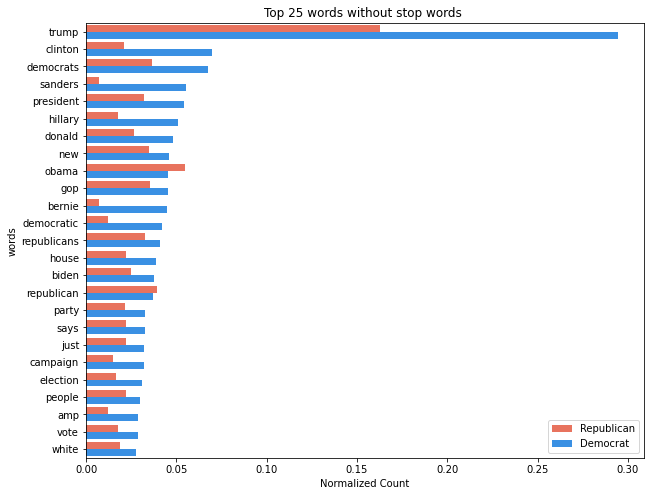 Top 25 words without stop words
trump
clinton
democrats
sanders
president
hillary
donald
new
obama
gop
bernie
democratic
republicans
house
biden
republican
party
says
just
campaign
election
people
amp
vote
white
words
0.00 0.05 0.10 0.15 0.20 0.25 0.30
Normalized Count
Republican
Democrat